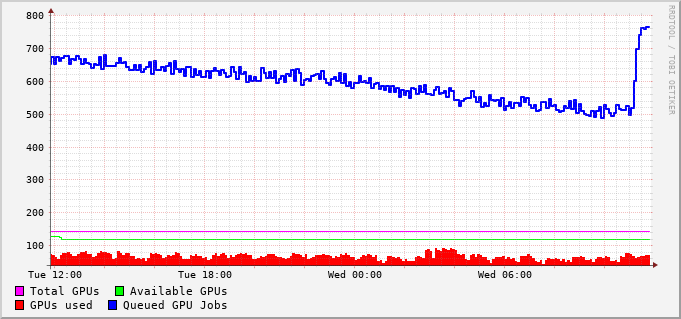 800
700
600
500
400
300
200
100
Tue 12:00 Tue 18:00 Wed 00:00 Wed 06:00
Total GPUs Available GPUs
GPUs used Queued GPU Jobs
RRDTOOL / TOBI OETIKER